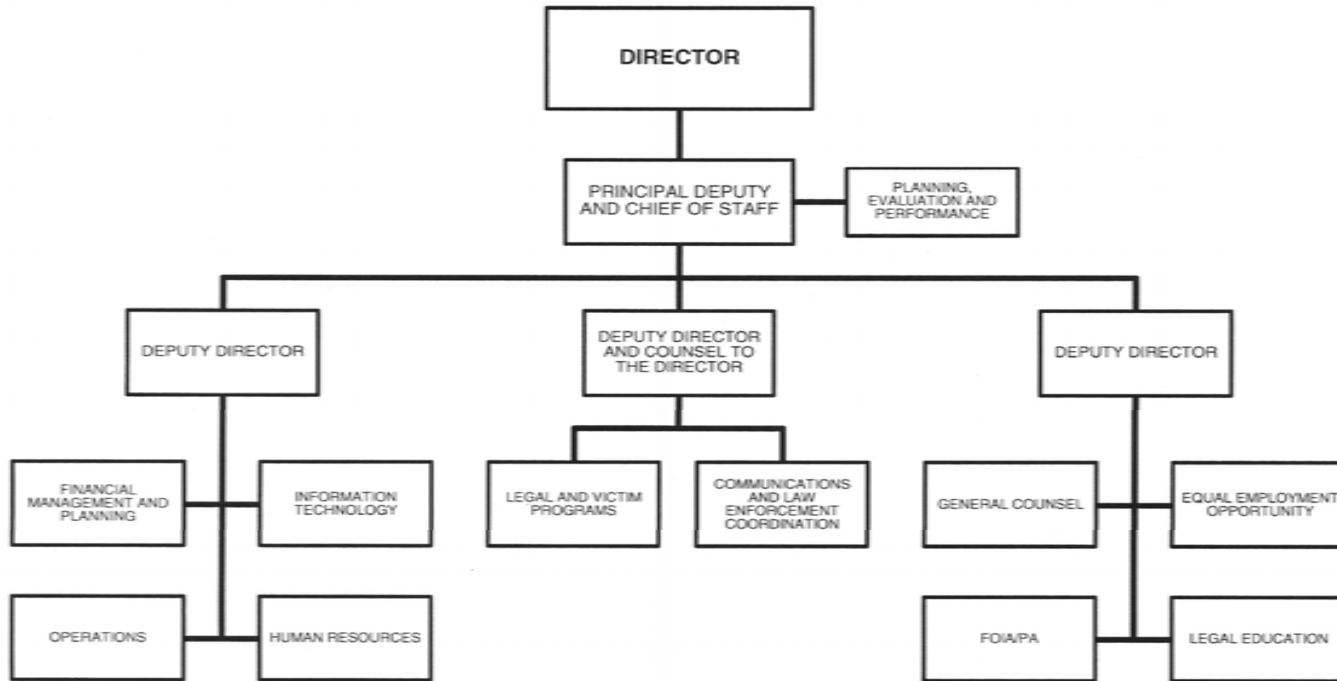 DIRECTOR
PRINCIPAL DEPUTY
AND CHIEF OF STAFF
PLANNING,
EVALUATION AND
PERFORMANCE
DEPUTY DIRECTOR
DEPUTY DIRECTOR
AND COUNSEL TO
THE DIRECTOR
DEPUTY DIRECTOR
FINANCIAL
MANAGEMENT AND
PLANNING
INFORMATION
TECHNOLOGY
LEGAL AND VICTIM
PROGRAMS
COMMUNICATIONS
AND LAW
ENFORCEMENT
COORDINATION
GENERAL COUNSEL
EQUAL EMPLOYMENT
OPPORTUNITY
OPERATIONS
HUMAN RESOURCES
FOIA/PA
LEGAL EDUCATION